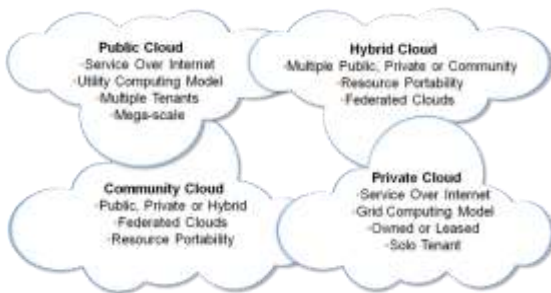 Public Cloud
·Service Over Internet
·Utility Computing Model
·Multiple Tenants
·Mega-scale
Hybrid Cloud
·Multiple Public, Private or Community
·Resource Portability
·Federated Clouds
Community Cloud
·Public, Private or Hybrid
·Federated Clouds
·Resource Portability
Private Cloud
·Service Over Internet
·Grid Computing Model
·Owned or Leased
·Solo Tenant